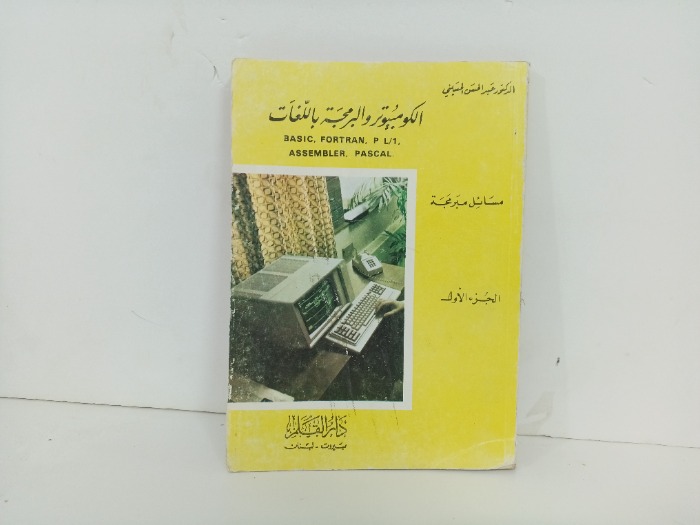 الدكتور عبد الحسن الحسيني
الكومبيوتر والبرمجة باللغات
BASIC, FORTRAN, P L/1,
ASSEMBLER, PASCAL
مسائل مبرمجة
الجزء الأول
دار القلم
بيروت - لبنان